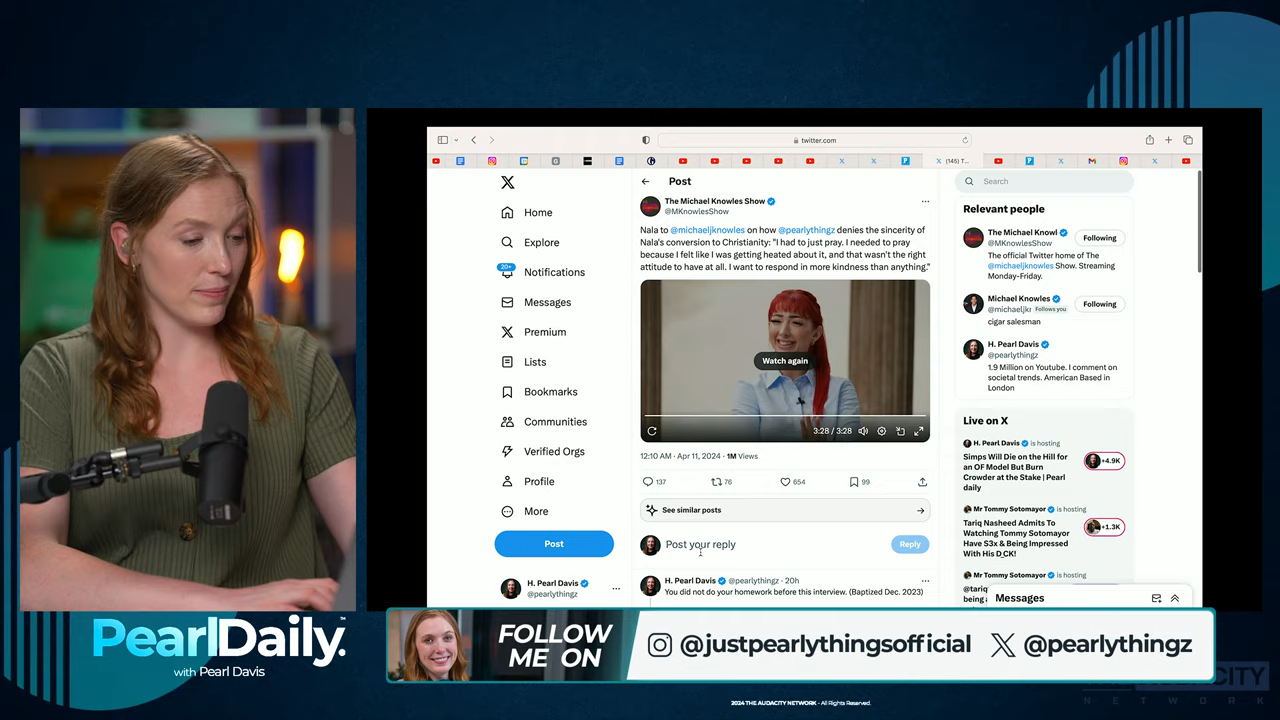 twitter.com
(146) T...
Home
Explore
20+
Notifications
Messages
Premium
Lists
Bookmarks
Communities
Verified Orgs
Profile
More
Post
H. Pearl Davis
@pearlythingz
Post
The Michael Knowles Show
@MKnowlesShow
Nala to @michaeljknowles on how @pearlythingz denies the sincerity of
Nala's conversion to Christianity: "I had to just pray. I needed to pray
because I felt like I was getting heated about it, and that wasn't the right
attitude to have at all. I want to respond in more kindness than anything."
Watch again
3:28 / 3:28
12:10 AM · Apr 11, 2024 · 1M Views
137 76 654 99
See similar posts
Post your reply
Reply
H. Pearl Davis @pearlythingz · 20h
You did not do your homework before this interview. (Baptized Dec. 2023)
Search
Relevant people
The Michael Knowl
@MKnowlesShow
Following
The official Twitter home of The
@michaeljknowles Show. Streaming
Monday-Friday.
Michael Knowles
@michaeljkr Follows you
Following
cigar salesman
H. Pearl Davis
@pearlythingz
1.9 Million on Youtube. I comment on
societal trends. American Based in
London
Live on X
H. Pearl Davis is hosting
Simps Will Die on the Hill for
an OF Model But Burn
Crowder at the Stake | Pearl
daily
+4.9K
Mr Tommy Sotomayor is hosting
Tariq Nasheed Admits To
Watching Tommy Sotomayor
Have S3x & Being Impressed
With His D_CK!
+1.3K
Mr Tommy Sotomayor is hosting
@tariq
being a
Messages
PearlDaily.™
with Pearl Davis
FOLLOW
ME ON
@justpearlythingsofficial
@pearlythingz
2024 THE AUDACITY NETWORK - All Rights Reserved.
NETWORK